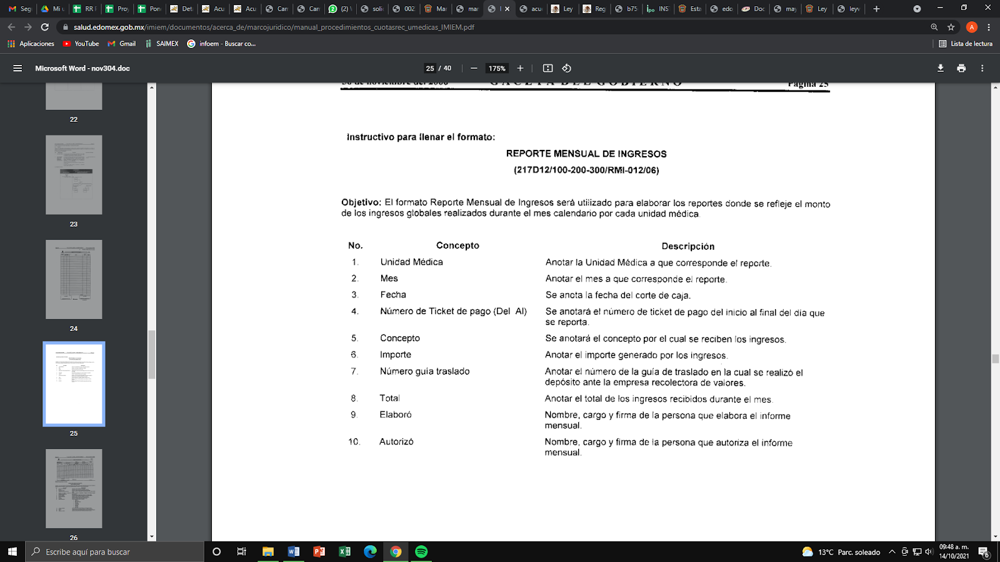 Seg
Mi u
RR F
Proy
Pon
Deta
Acu
Acu
Can
Can
(2) V
solic
002
Mar
mar
I
acue
Ley
Reg
b75
INS
Esta
edo
Doc
may
Ley
leyv
salud.edomex.gob.mx/imiem/documentos/acerca_de/marcojuridico/manual_procedimientos_cuotasrec_umedicas_IMIEM.pdf
A
Aplicaciones
YouTube
Gmail
SAIMEX
infoem - Buscar co...
Lista de lectura
Microsoft Word - nov304.doc
25 / 40
175%
22
23
24
25
26
30 de noviembre del 2006 GACETA DEL GOBIERNO Página 25
Instructivo para llenar el formato:
REPORTE MENSUAL DE INGRESOS
(217D12/100-200-300/RMI-012/06)
Objetivo: El formato Reporte Mensual de Ingresos será utilizado para elaborar los reportes donde se refleje el monto
de los ingresos globales realizados durante el mes calendario por cada unidad médica.
No. Concepto Descripción
1. Unidad Médica Anotar la Unidad Médica a que corresponde el reporte.
2. Mes Anotar el mes a que corresponde el reporte.
3. Fecha Se anota la fecha del corte de caja.
4. Número de Ticket de pago (Del Al) Se anotará el número de ticket de pago del inicio al final del día que
se reporta.
5. Concepto Se anotará el concepto por el cual se reciben los ingresos.
6. Importe Anotar el importe generado por los ingresos.
7. Número guía traslado Anotar el número de la guía de traslado en la cual se realizó el
depósito ante la empresa recolectora de valores.
8. Total Anotar el total de los ingresos recibidos durante el mes.
9. Elaboró Nombre, cargo y firma de la persona que elabora el informe
mensual.
10. Autorizó Nombre, cargo y firma de la persona que autoriza el informe
mensual.
Escribe aquí para buscar
13°C Parc. soleado
09:48 a. m.
14/10/2021
6